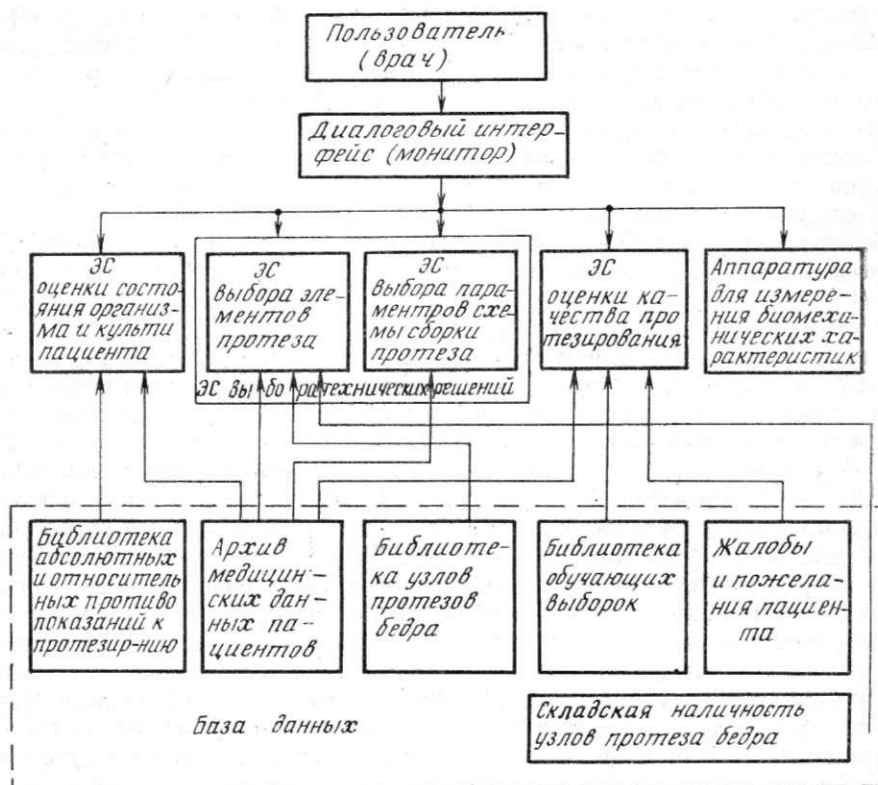 Пользователь
(врач)
Диалоговый интер-
фейс (монитор)
ЭС
оценки состо-
яния организ-
ма и культи
пациента
ЭС
выбора эле-
ментов
протеза
ЭС
выбора пара-
ментров схе-
мы сборки
протеза
ЭС выбора технических решений
ЭС
оценки ка-
чества про-
тезирования
Аппаратура
для измере-
ния биомеха-
нических ха-
рактеристик
Библиотека
абсолютных
и относитель
ных противо
показаний к
протезир-нию
Архив
медицин-
ских дан-
ных па-
циентов
Библиоте-
ка узлов
протезов
бедра
Библиотека
обучающих
выборок
Жалобы
и пожела-
ния пациен-
та
База данных
Складская наличность
узлов протеза бедра